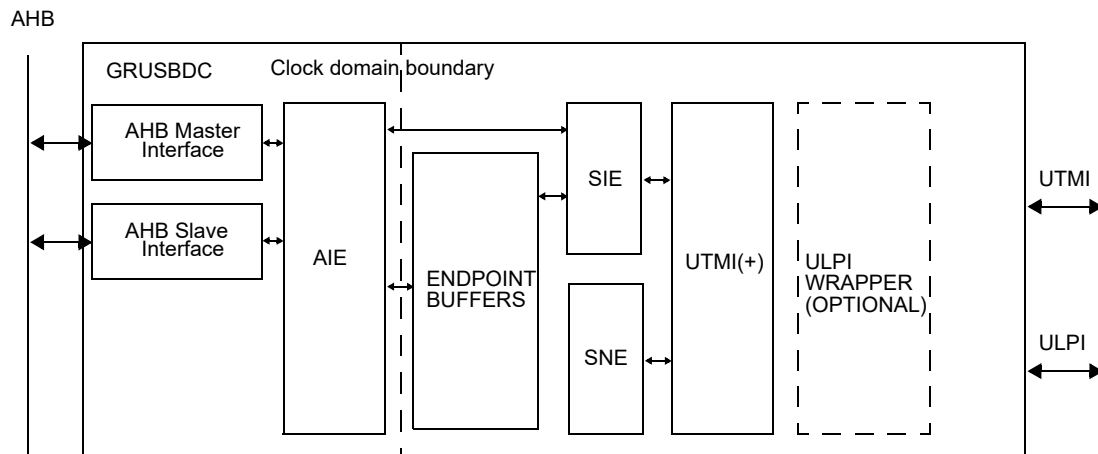 AHB
GRUSBDC
Clock domain boundary
AHB Master
Interface
AHB Slave
Interface
AIE
ENDPOINT
BUFFERS
SIE
SNE
UTMI(+)
ULPI
WRAPPER
(OPTIONAL)
UTMI
ULPI